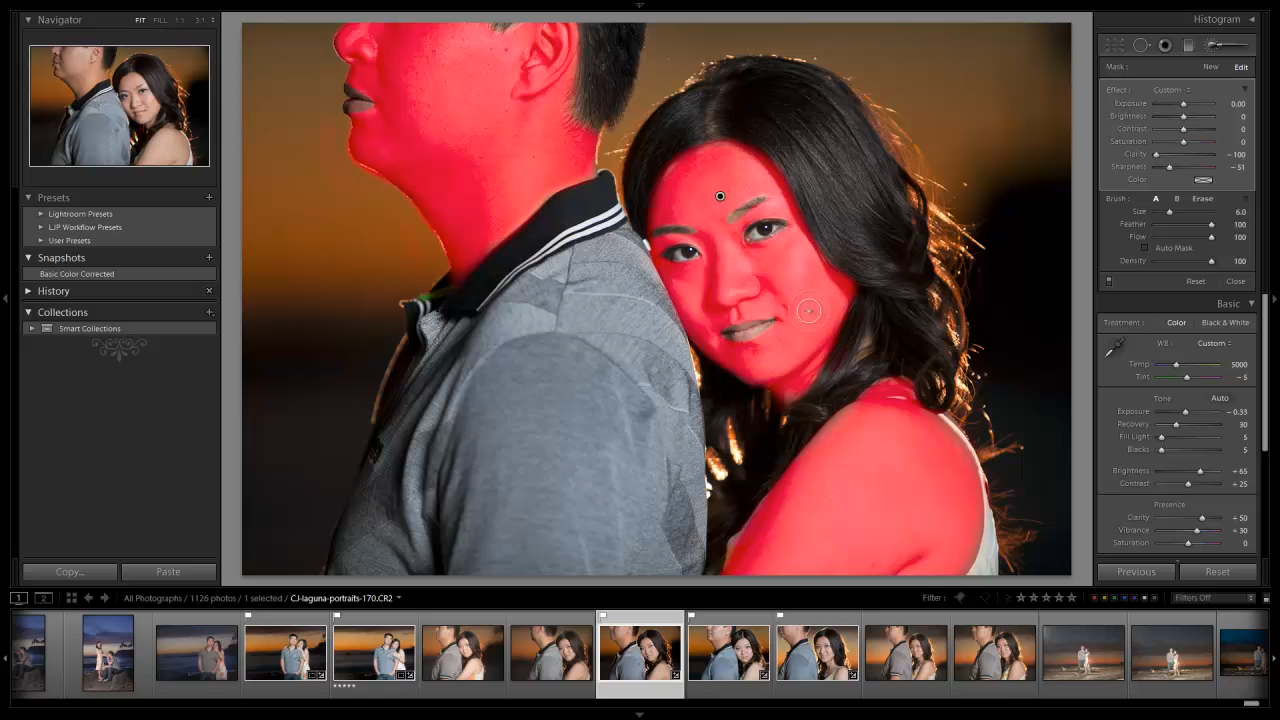 Navigator FIT FILL 1:1 3:1
Presets
Lightroom Presets
LJP Workflow Presets
User Presets
Snapshots
Basic Color Corrected
History
Collections
Smart Collections
Copy... Paste
Histogram
Mask : New Edit
Effect : Custom
Exposure 0.00
Brightness 0
Contrast 0
Saturation 0
Clarity – 100
Sharpness – 51
Color
Brush : A B Erase
Size 6.0
Feather 100
Flow 100
Auto Mask
Density 100
Reset Close
Basic
Treatment : Color Black & White
WB : Custom
Temp 5000
Tint – 5
Tone Auto
Exposure – 0.33
Recovery 30
Fill Light 5
Blacks 5
Brightness + 65
Contrast + 25
Presence
Clarity + 50
Vibrance + 30
Saturation 0
Previous Reset
1 2 All Photographs / 1126 photos / 1 selected / CJ-laguna-portraits-170.CR2 Filter : Filters Off